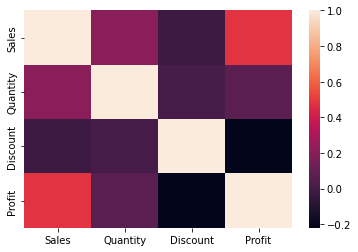 Sales
Quantity
Discount
Profit
Sales Quantity Discount Profit
1.0
0.8
0.6
0.4
0.2
0.0
−0.2